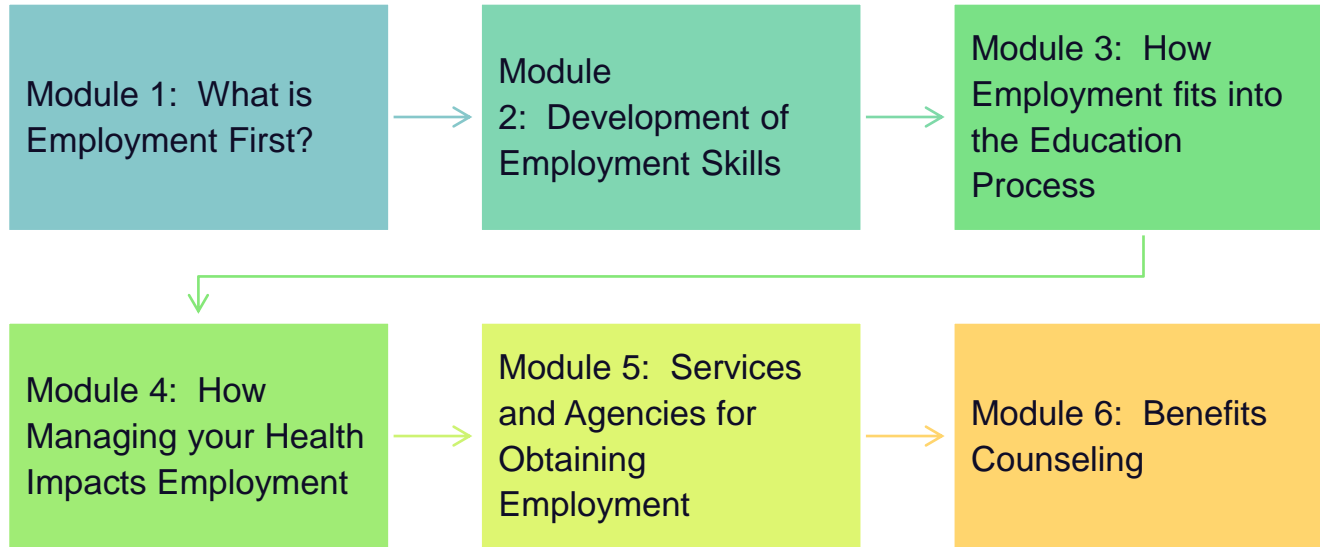 Module 1:  What is
Employment First?
Module
2:  Development of
Employment Skills
Module 3:  How
Employment fits into
the Education
Process
Module 4:  How
Managing your Health
Impacts Employment
Module 5:  Services
and Agencies for
Obtaining
Employment
Module 6:  Benefits
Counseling